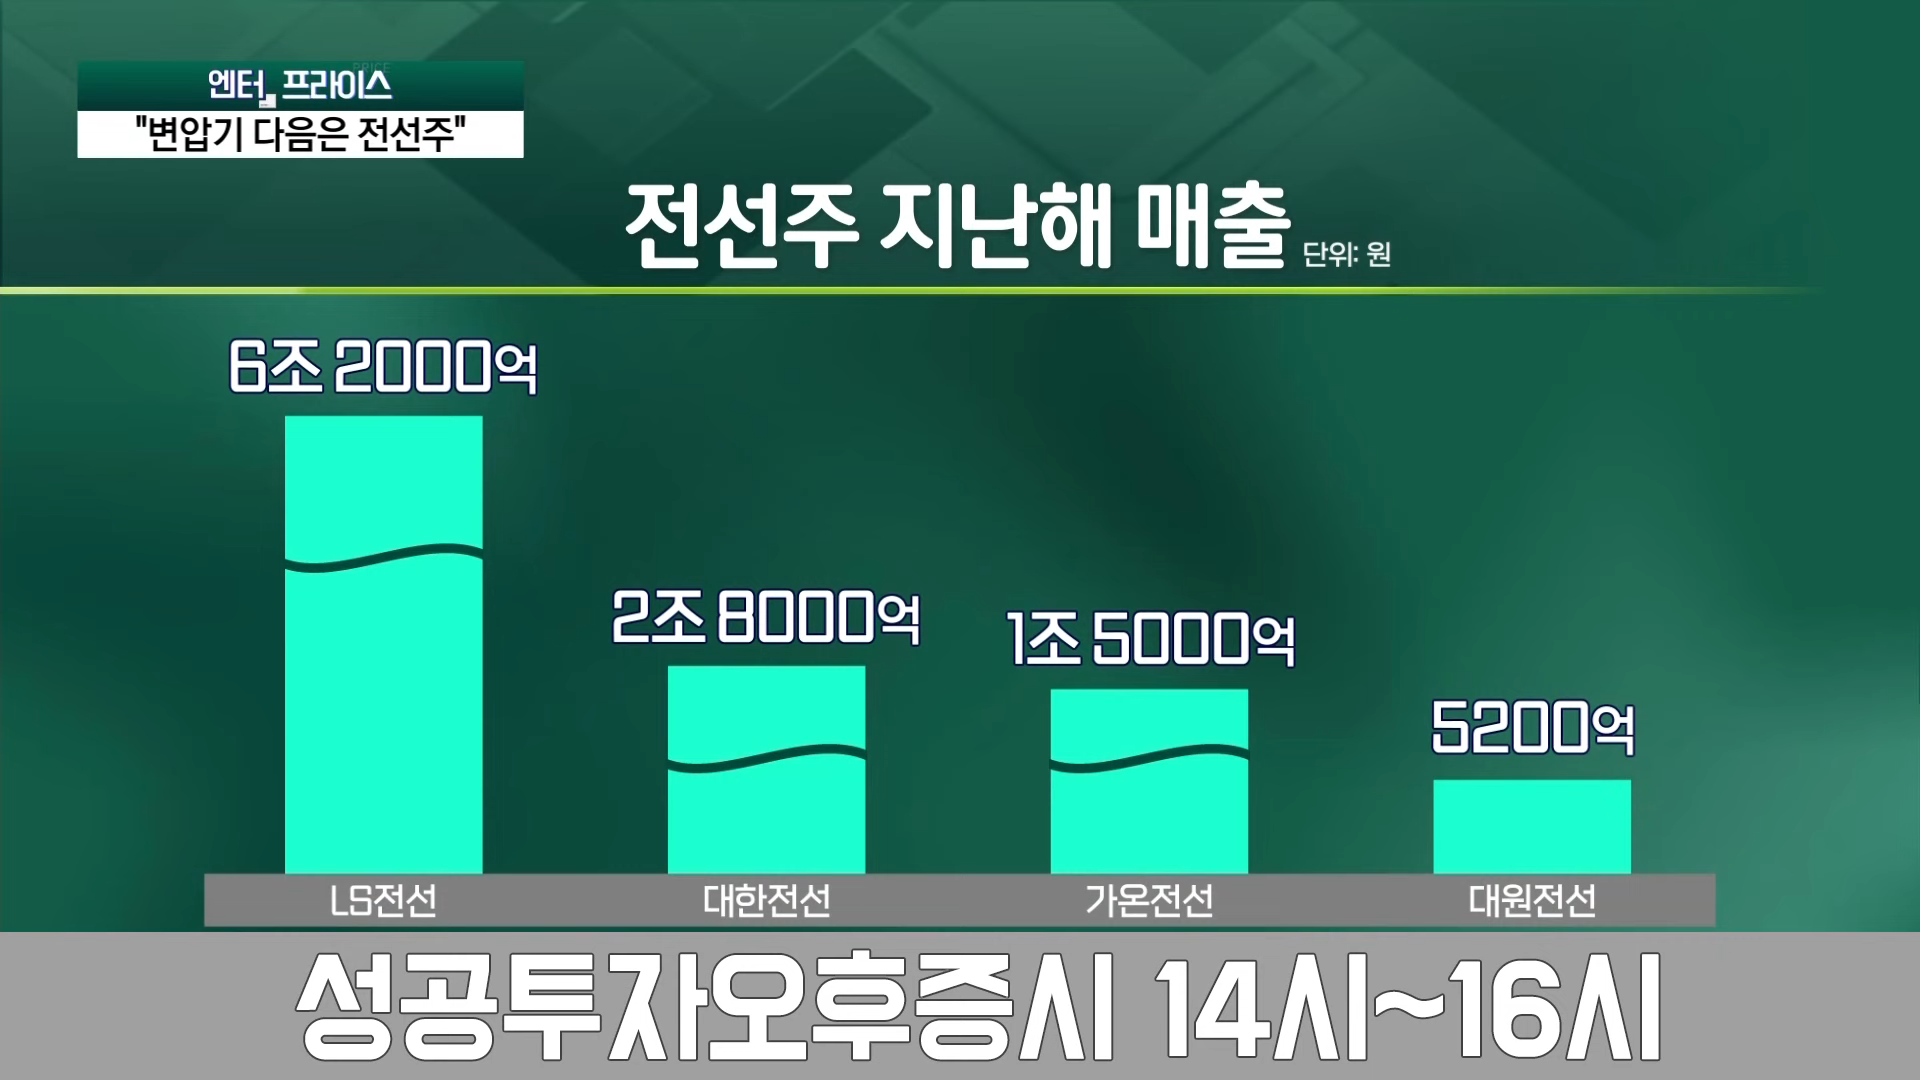 PRICE
엔터프라이스
"변압기 다음은 전선주"
전선주 지난해 매출 단위: 원
6조 2000억
2조 8000억
1조 5000억
5200억
LS전선 대한전선 가온전선 대원전선
성공투자오후증시 14시~16시